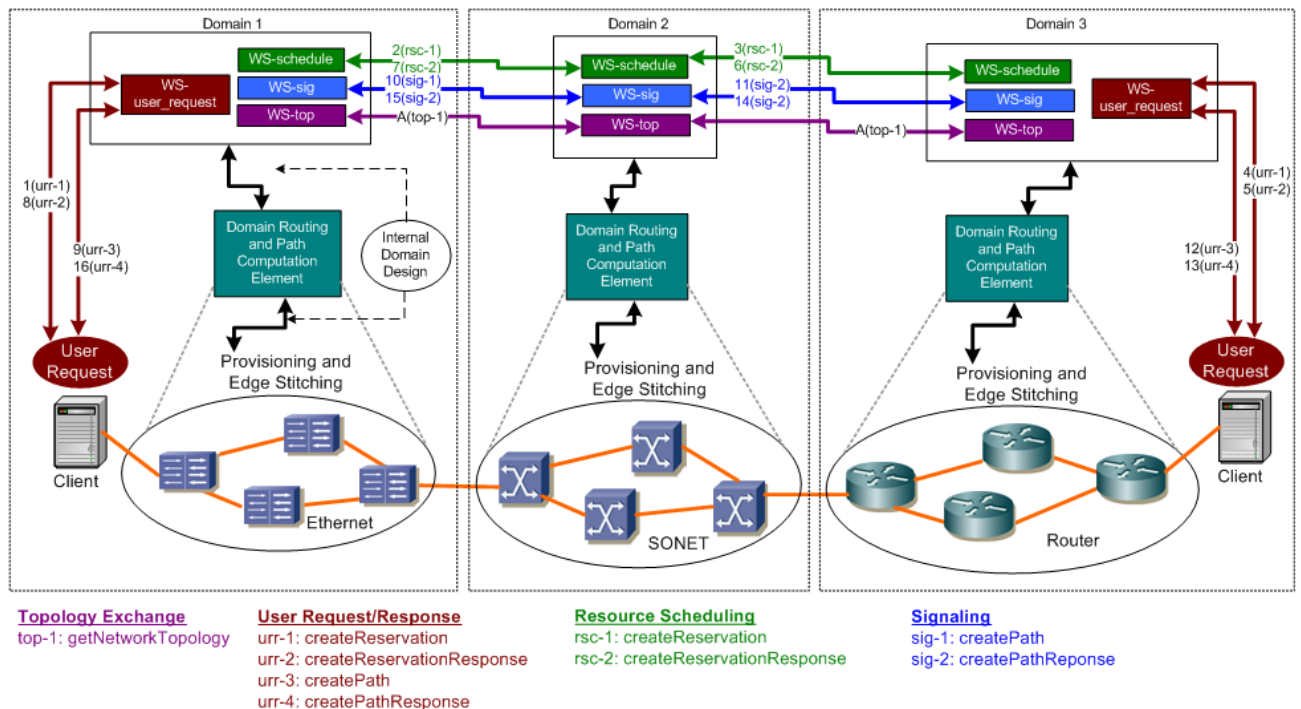 Domain 1
Domain 2
Domain 3
WS-schedule
WS-user_request
WS-sig
WS-top
2(rsc-1)
7(rsc-2)
10(sig-1)
15(sig-2)
A(top-1)
WS-schedule
WS-sig
WS-top
3(rsc-1)
6(rsc-2)
11(sig-2)
14(sig-2)
A(top-1)
WS-schedule
WS-sig
WS-top
WS-
user_request
1(urr-1)
8(urr-2)
9(urr-3)
16(urr-4)
4(urr-1)
5(urr-2)
12(urr-3)
13(urr-4)
Domain Routing
and Path
Computation
Element
Internal
Domain
Design
Domain Routing
and Path
Computation
Element
Domain Routing
and Path
Computation
Element
User
Request
Provisioning and
Edge Stitching
Provisioning and
Edge Stitching
Provisioning and
Edge Stitching
User
Request
Client
Ethernet
SONET
Router
Client
Topology Exchange
top-1: getNetworkTopology
User Request/Response
urr-1: createReservation
urr-2: createReservationResponse
urr-3: createPath
urr-4: createPathResponse
Resource Scheduling
rsc-1: createReservation
rsc-2: createReservationResponse
Signaling
sig-1: createPath
sig-2: createPathReponse